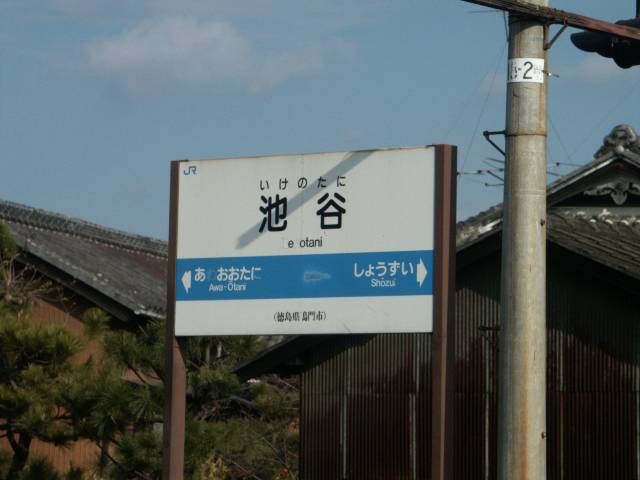 JR
いけのたに
池谷
e otani
あ おおたに
Awa-Ōtani
しょうずい
Shōzui
(徳島県 鳴門市)
-2